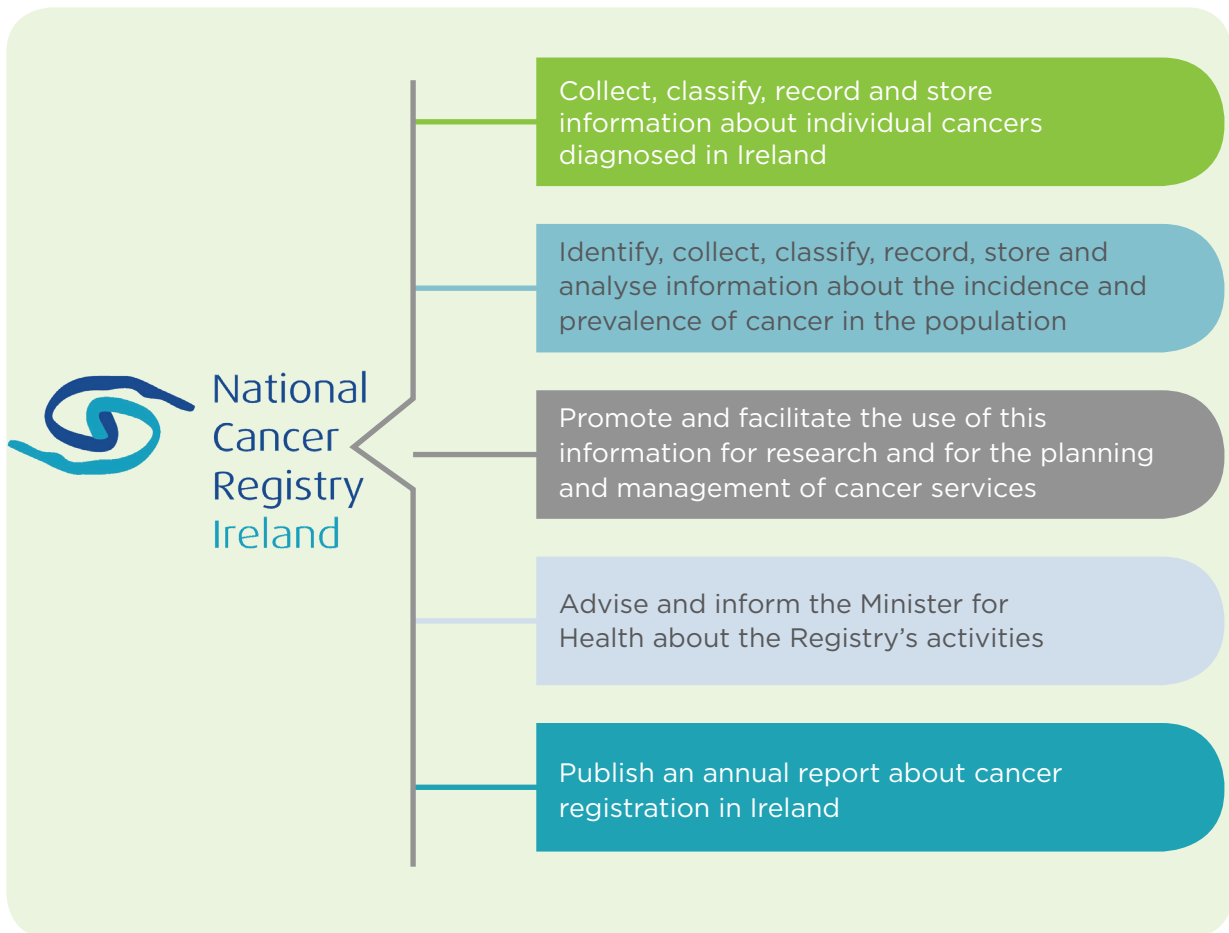 National
Cancer
Registry
Ireland
Collect, classify, record and store
information about individual cancers
diagnosed in Ireland
Identify, collect, classify, record, store and
analyse information about the incidence and
prevalence of cancer in the population
Promote and facilitate the use of this
information for research and for the planning
and management of cancer services
Advise and inform the Minister for
Health about the Registry’s activities
Publish an annual report about cancer
registration in Ireland